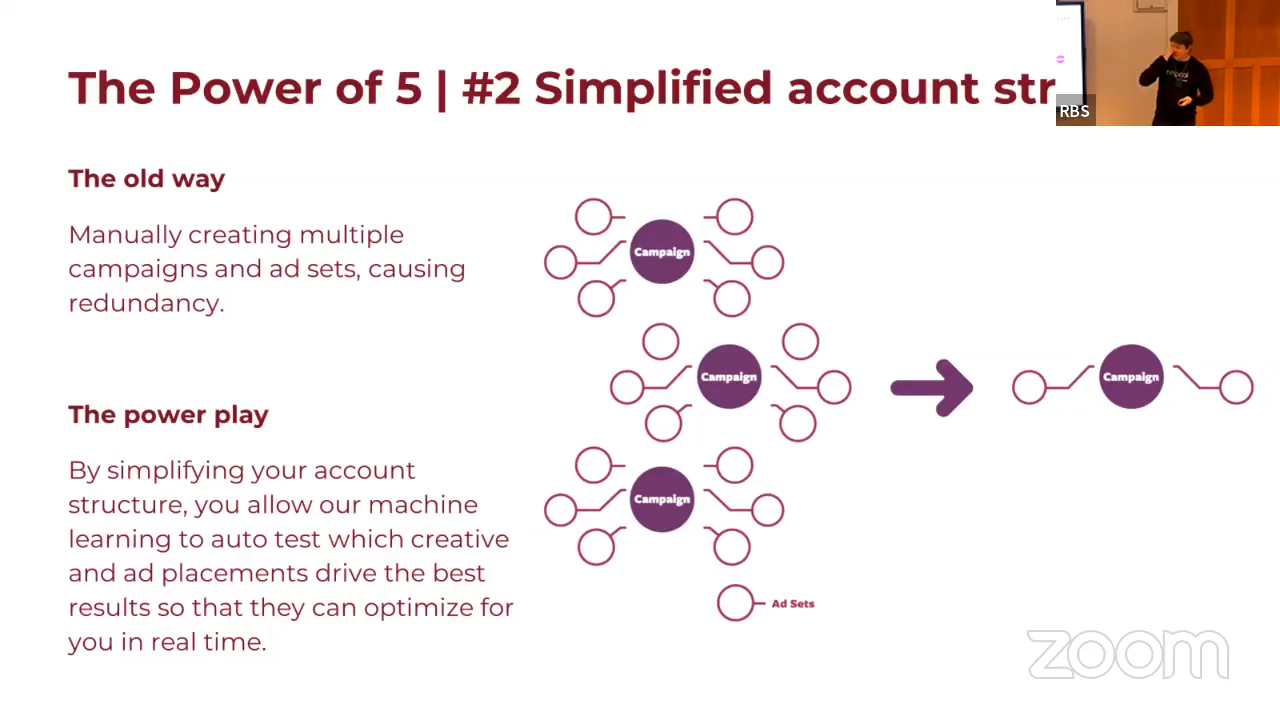 The Power of 5 | #2 Simplified account str
RBS
The old way
Manually creating multiple
campaigns and ad sets, causing
redundancy.
The power play
By simplifying your account
structure, you allow our machine
learning to auto test which creative
and ad placements drive the best
results so that they can optimize for
you in real time.
Campaign
Campaign
Campaign
Campaign
Ad Sets
zoom